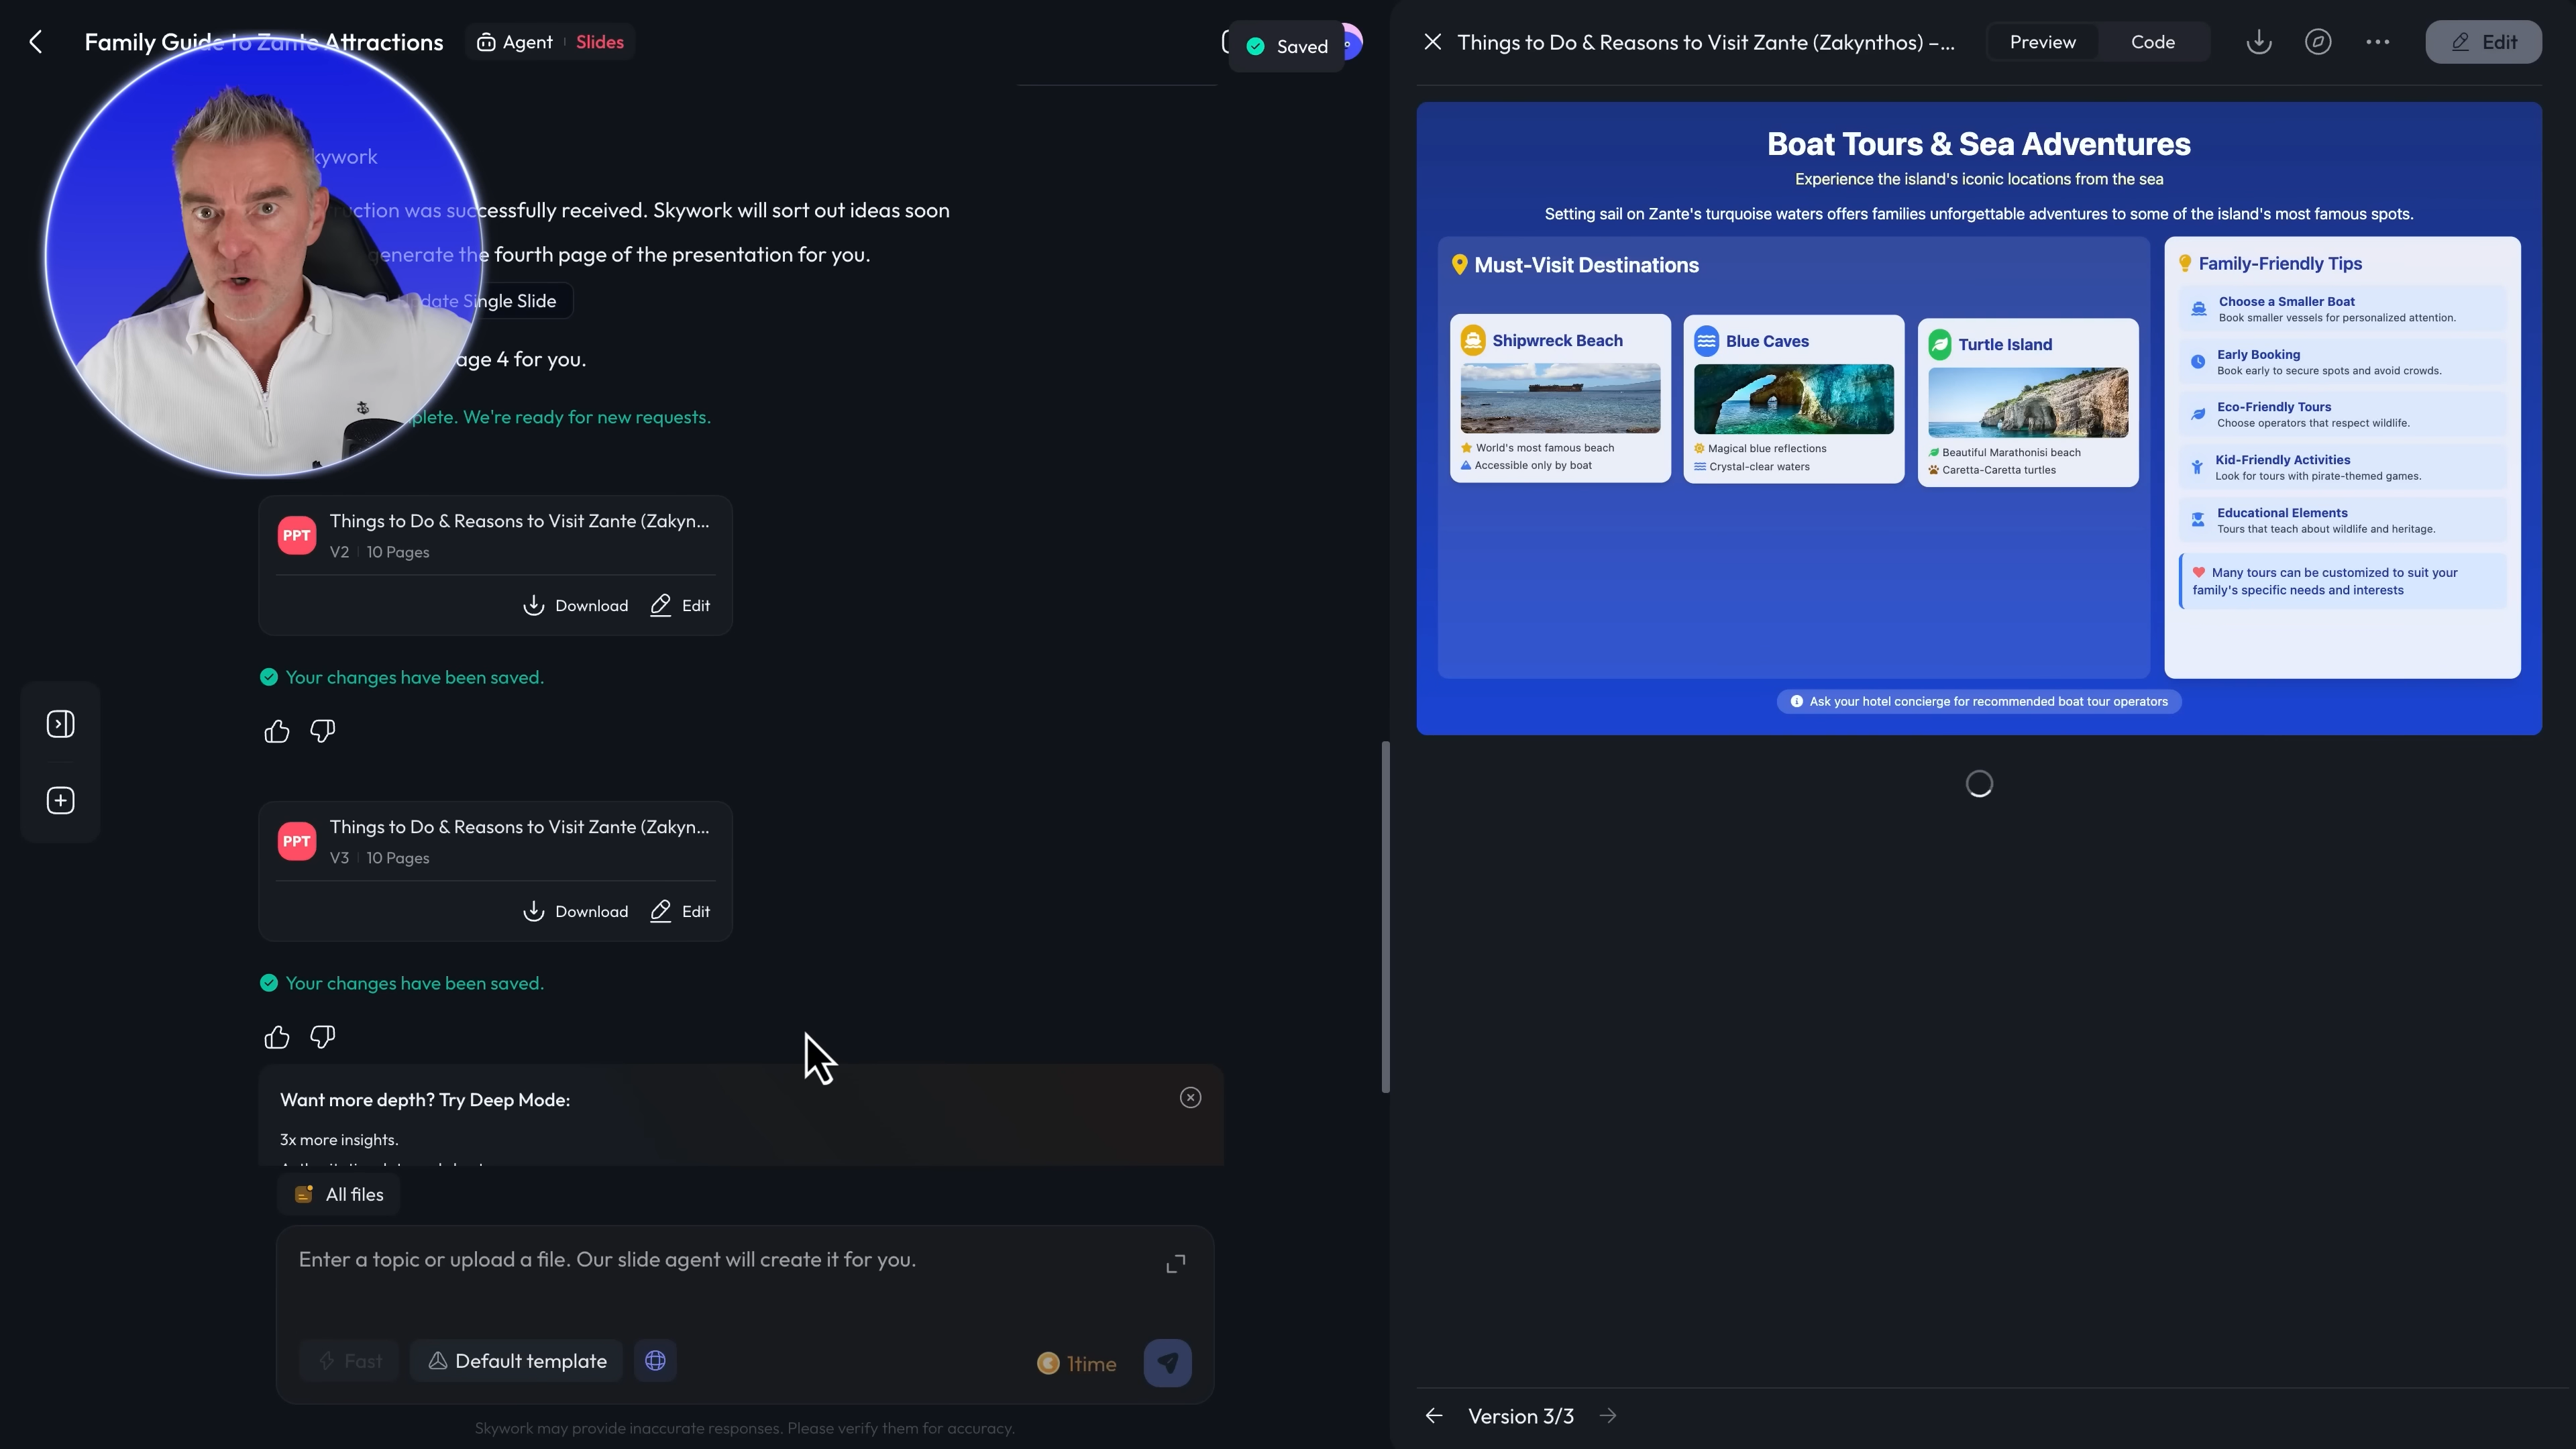 Family Guide to Zante Attractions
Agent
Slides
Saved
kywork
ruction was successfully received. Skywork will sort out ideas soon
generate the fourth page of the presentation for you.
pdate Single Slide
age 4 for you.
plete. We're ready for new requests.
PPT
Things to Do & Reasons to Visit Zante (Zakyn...
V2 | 10 Pages
Download
Edit
Your changes have been saved.
PPT
Things to Do & Reasons to Visit Zante (Zakyn...
V3 | 10 Pages
Download
Edit
Your changes have been saved.
Want more depth? Try Deep Mode:
3x more insights.
All files
Enter a topic or upload a file. Our slide agent will create it for you.
Fast
Default template
1time
Skywork may provide inaccurate responses. Please verify them for accuracy.
Things to Do & Reasons to Visit Zante (Zakynthos) –...
Preview
Code
Edit
Boat Tours & Sea Adventures
Experience the island's iconic locations from the sea
Setting sail on Zante's turquoise waters offers families unforgettable adventures to some of the island's most famous spots.
Must-Visit Destinations
Shipwreck Beach
World's most famous beach
Accessible only by boat
Blue Caves
Magical blue reflections
Crystal-clear waters
Turtle Island
Beautiful Marathonisi beach
Caretta-Caretta turtles
Family-Friendly Tips
Choose a Smaller Boat
Book smaller vessels for personalized attention.
Early Booking
Book early to secure spots and avoid crowds.
Eco-Friendly Tours
Choose operators that respect wildlife.
Kid-Friendly Activities
Look for tours with pirate-themed games.
Educational Elements
Tours that teach about wildlife and heritage.
Many tours can be customized to suit your
family's specific needs and interests
Ask your hotel concierge for recommended boat tour operators
Version 3/3